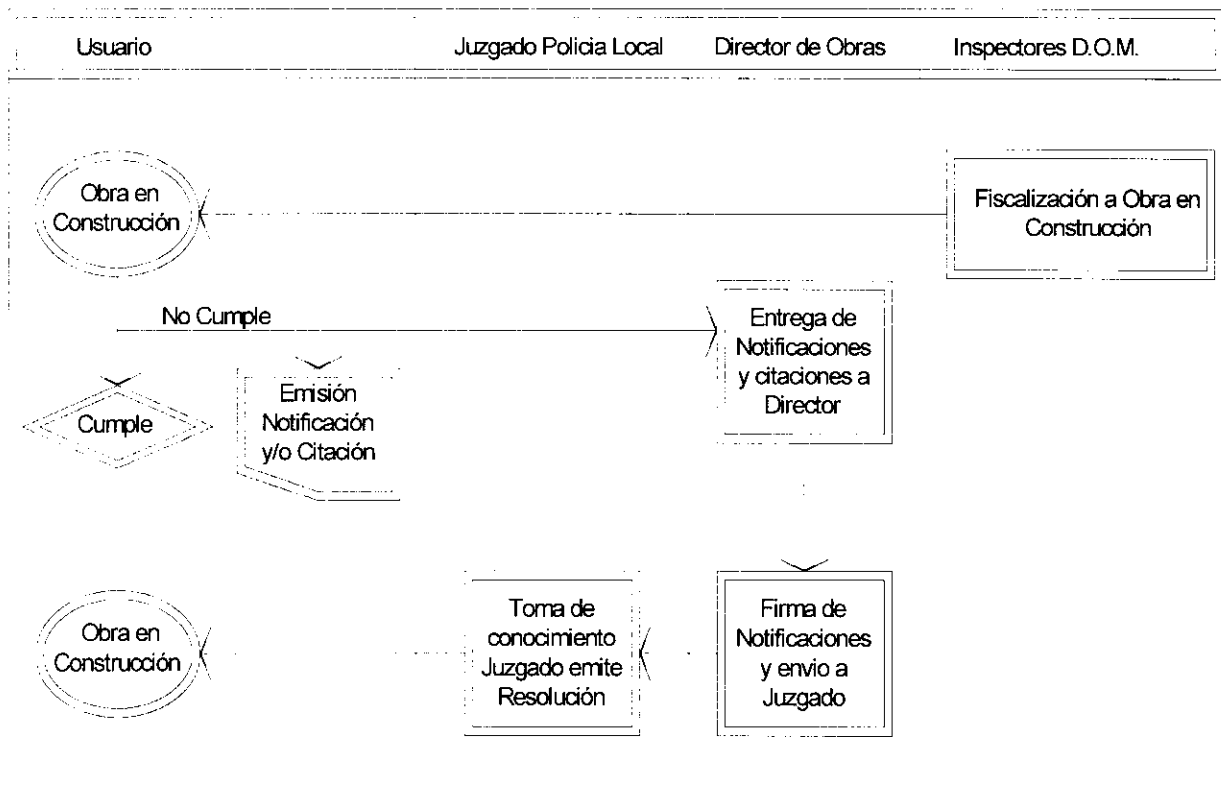 Usuario
Juzgado Policia Local
Director de Obras
Inspectores D.O.M.
Obra en
Construcción
Fiscalización a Obra en
Construcción
No Cumple
Entrega de
Notificaciones
y citaciones a
Director
Cumple
Emisión
Notificación
y/o Citación
Obra en
Construcción
Toma de
conocimiento
Juzgado emite
Resolución
Firma de
Notificaciones
y envio a
Juzgado